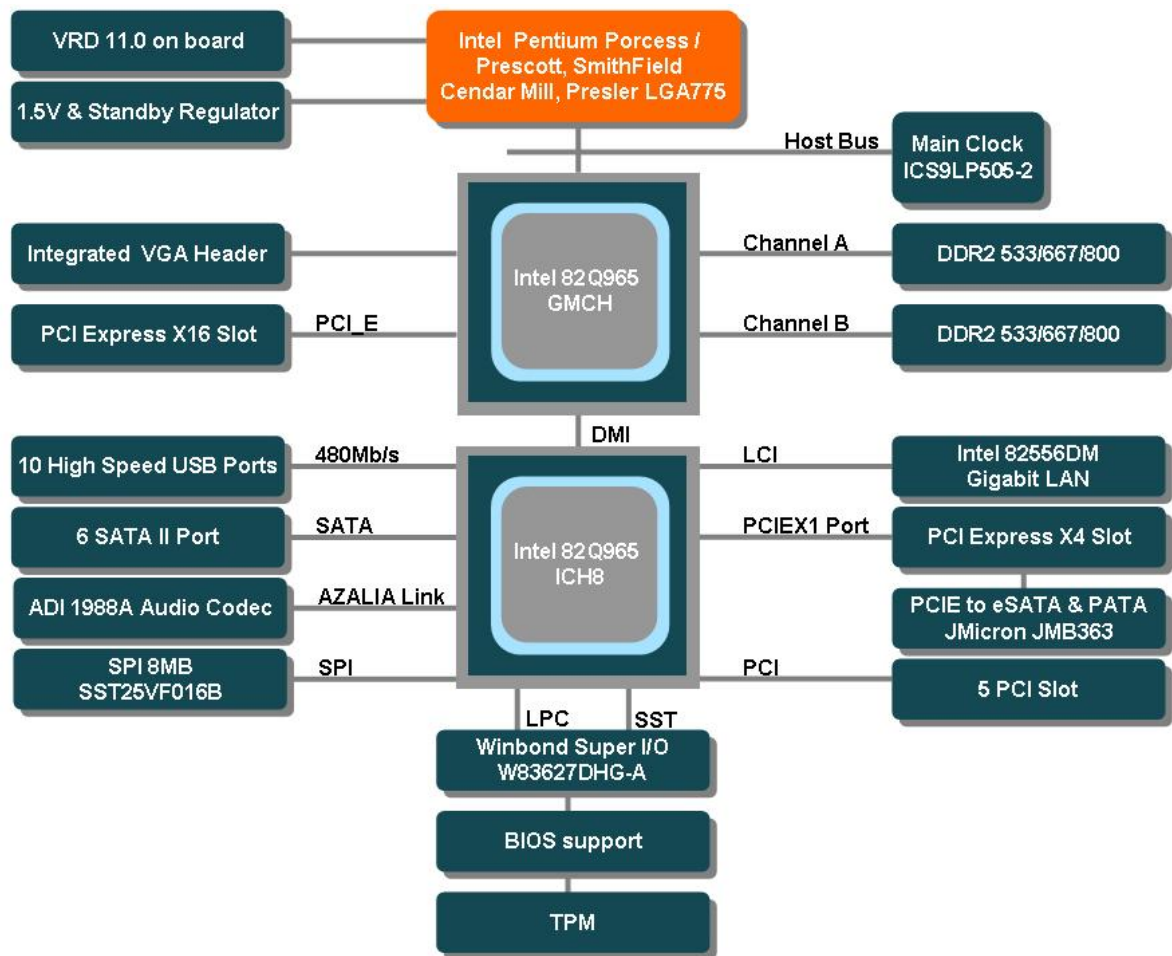 VRD 11.0 on board
1.5V & Standby Regulator
Intel Pentium Porcess /
Prescott, SmithField
Cendar Mill, Presler LGA775
Host Bus
Main Clock
ICS9LP505-2
Integrated VGA Header
PCI Express X16 Slot
PCI_E
Intel 82Q965
GMCH
Channel A
DDR2 533/667/800
Channel B
DDR2 533/667/800
DMI
10 High Speed USB Ports
480Mb/s
6 SATA II Port
SATA
ADI 1988A Audio Codec
AZALIA Link
SPI 8MB
SST25VF016B
SPI
Intel 82Q965
ICH8
LCI
Intel 82556DM
Gigabit LAN
PCIEX1 Port
PCI Express X4 Slot
PCIE to eSATA & PATA
JMicron JMB363
PCI
5 PCI Slot
LPC
SST
Winbond Super I/O
W83627DHG-A
BIOS support
TPM